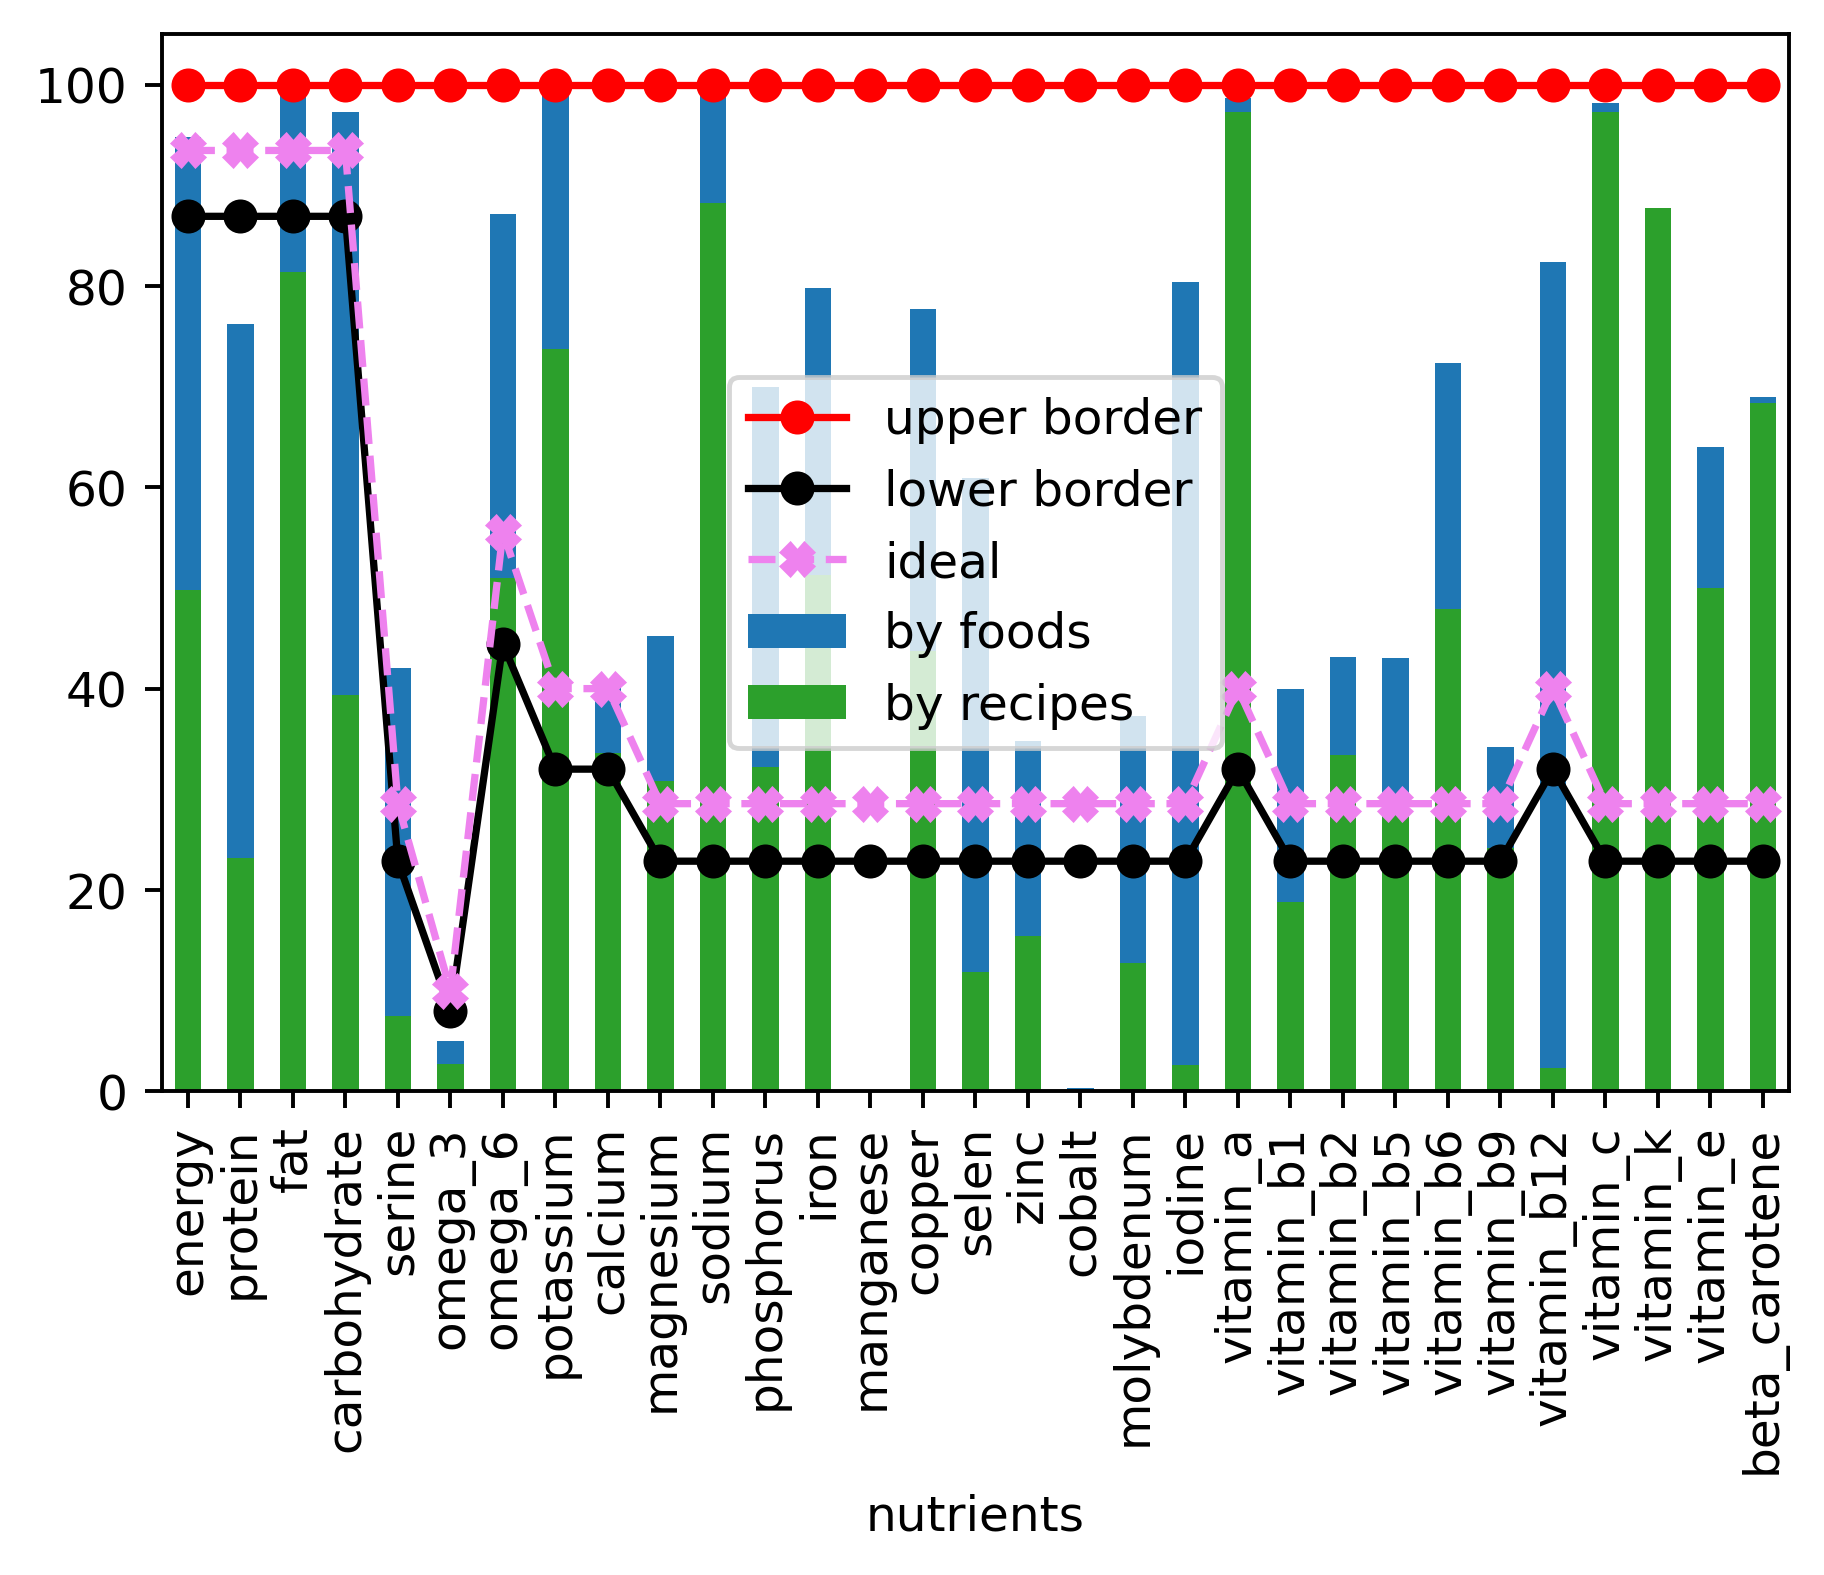 100
80
60
40
20
0
upper border
lower border
ideal
by foods
by recipes
energy
protein
fat
carbohydrate
serine
omega_3
omega_6
potassium
calcium
magnesium
sodium
phosphorus
iron
manganese
copper
selen
zinc
cobalt
molybdenum
iodine
vitamin_a
vitamin_b1
vitamin_b2
vitamin_b5
vitamin_b6
vitamin_b9
vitamin_b12
vitamin_c
vitamin_k
vitamin_e
beta_carotene
nutrients